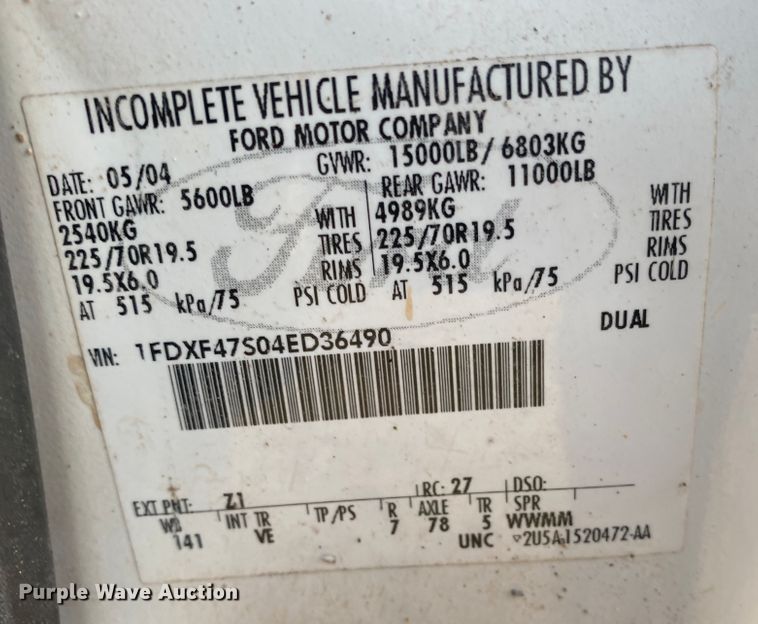 INCOMPLETE VEHICLE MANUFACTURED BY
FORD MOTOR COMPANY
DATE: 05/04 GVWR: 15000LB/ 6803KG
FRONT GAWR: 5600LB REAR GAWR: 11000LB
2540KG WITH 4989KG WITH
225/70R19.5 TIRES 225/70R19.5 TIRES
19.5X6.0 RIMS 19.5X6.0 RIMS
AT 515 kPa/75 PSI COLD AT 515 kPa/75 PSI COLD
DUAL
VIN: 1FDXF47S04ED36490
Ford
EXT PNT: Z1 RC: 27 DSO:
WB INT TR TP/PS R AXLE TR SPR
141 VE 7 78 5 WWMM
UNC 2U5A-1520472-AA
Purple Wave Auction